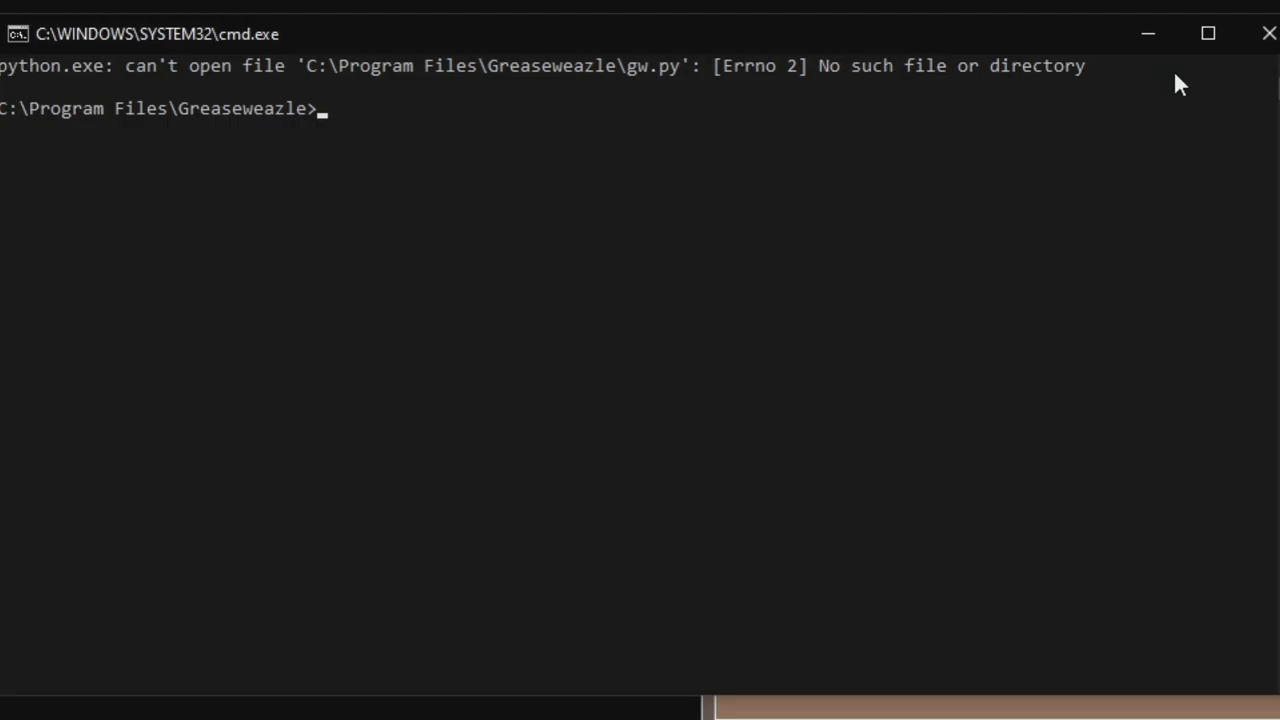 C:\WINDOWS\SYSTEM32\cmd.exe
python.exe: can't open file 'C:\Program Files\Greaseweazle\gw.py': [Errno 2] No such file or directory
C:\Program Files\Greaseweazle>